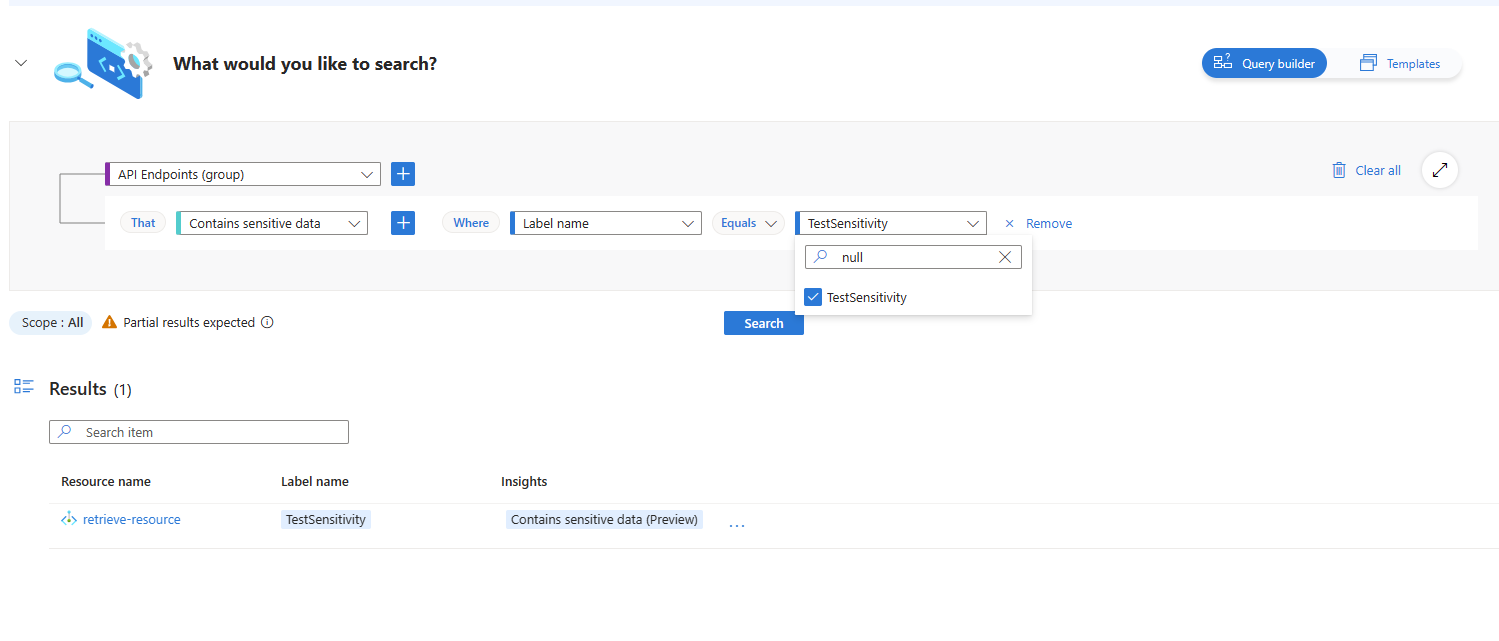 What would you like to search?
Query builder
Templates
API Endpoints (group)
Clear all
That
Contains sensitive data
Where
Label name
Equals
TestSensitivity
Remove
null
TestSensitivity
Scope : All
Partial results expected
Search
Results (1)
Search item
Resource name Label name Insights
retrieve-resource TestSensitivity Contains sensitive data (Preview) ...